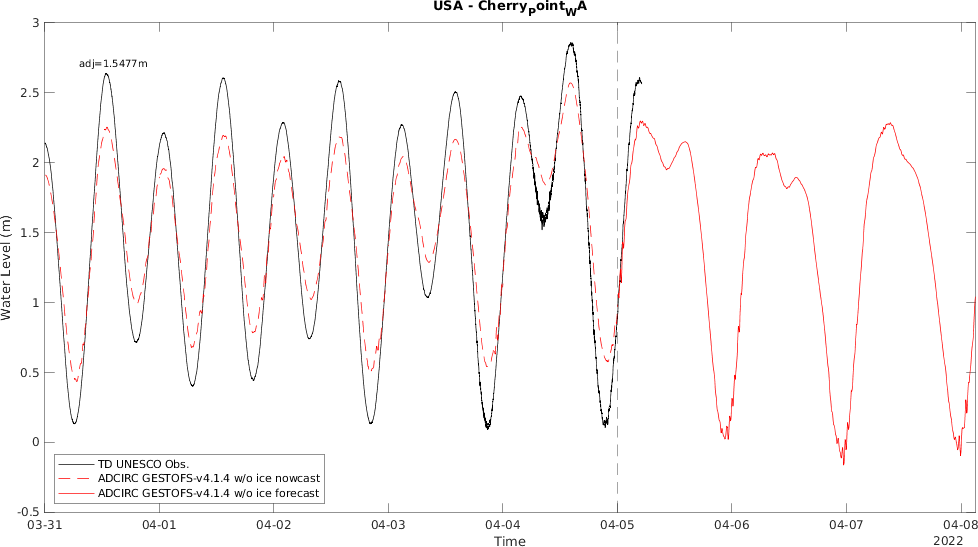 USA - CherryPointWA
adj=1.5477m
3
2.5
2
1.5
1
0.5
0
-0.5
Water Level (m)
TD UNESCO Obs.
ADCIRC GESTOFS-v4.1.4 w/o ice nowcast
ADCIRC GESTOFS-v4.1.4 w/o ice forecast
03-31 04-01 04-02 04-03 04-04 04-05 04-06 04-07 04-08
Time
2022